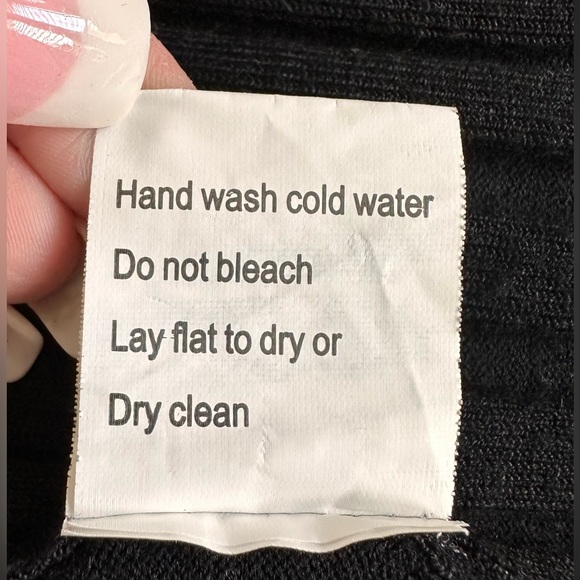 Hand wash cold water
Do not bleach
Lay flat to dry or
Dry clean